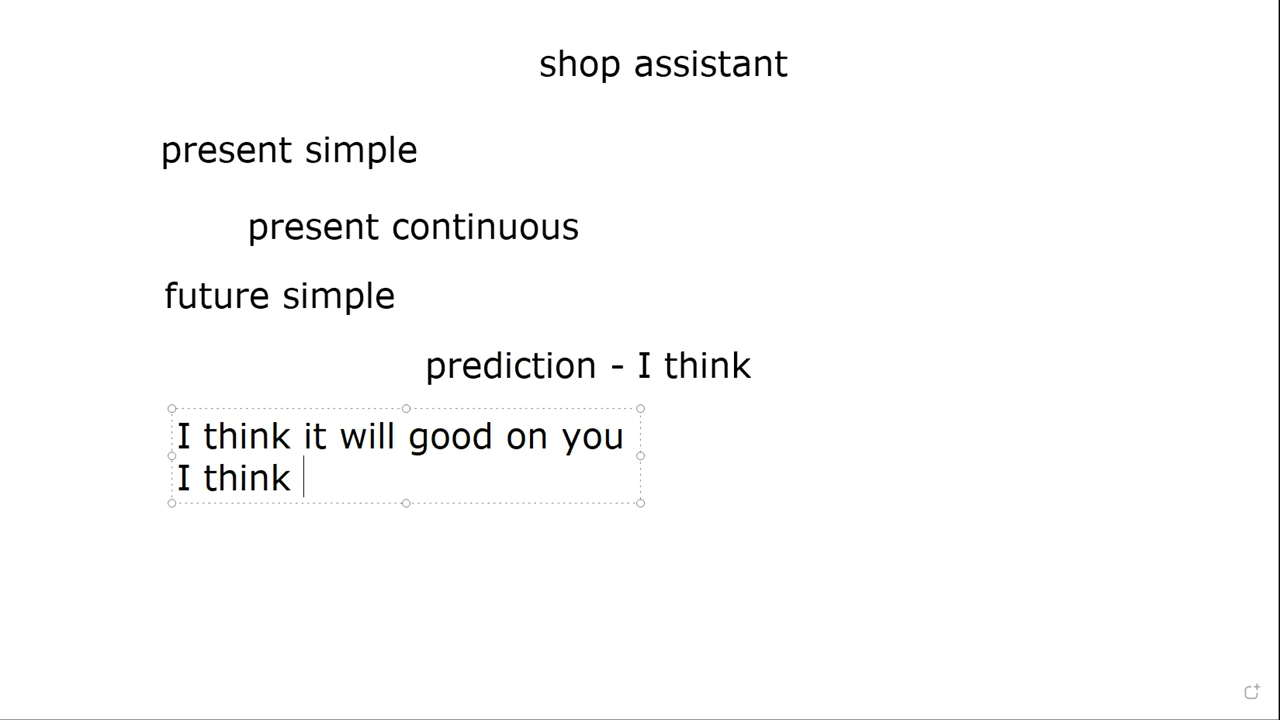 shop assistant
present simple
present continuous
future simple
prediction - I think
I think it will good on you
I think